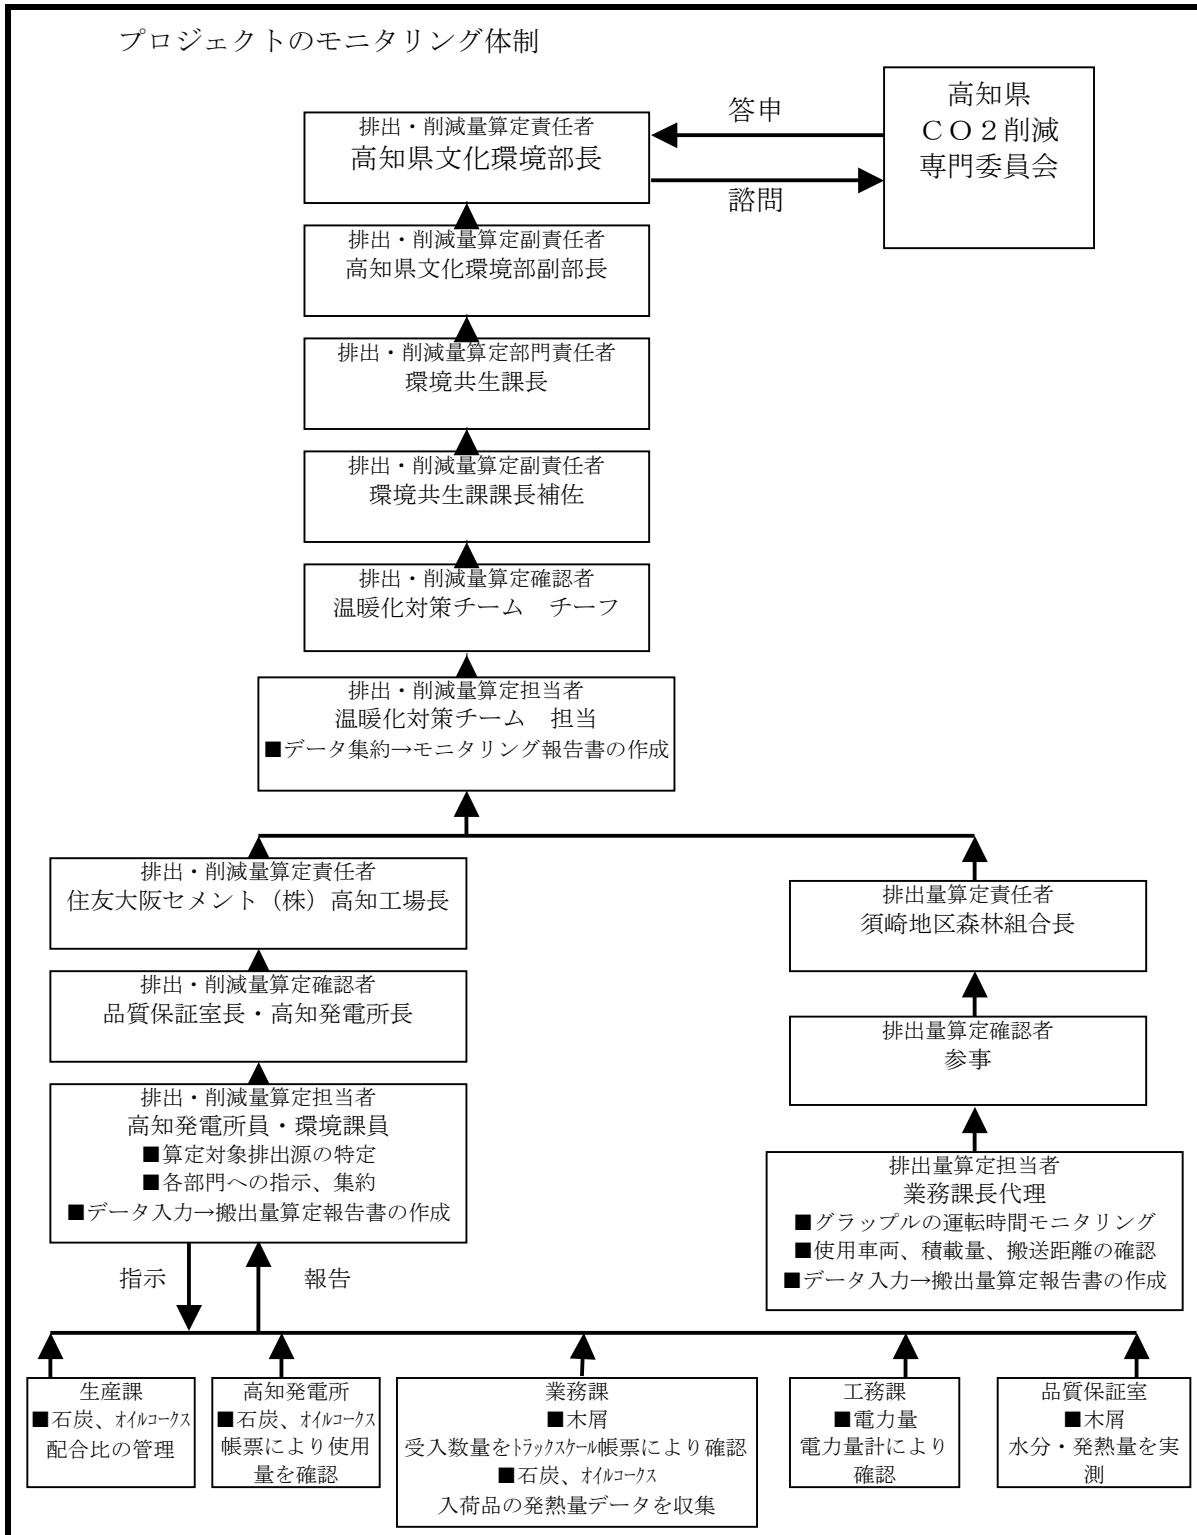 プロジェクトのモニタリング体制
高知県
ＣＯ２削減
専門委員会
答申
諮問
排出・削減量算定責任者
高知県文化環境部長
排出・削減量算定副責任者
高知県文化環境部副部長
排出・削減量算定部門責任者
環境共生課長
排出・削減量算定副責任者
環境共生課課長補佐
排出・削減量算定確認者
温暖化対策チーム　チーフ
排出・削減量算定担当者
温暖化対策チーム　担当
■データ集約→モニタリング報告書の作成
排出・削減量算定責任者
住友大阪セメント（株）高知工場長
排出・削減量算定確認者
品質保証室長・高知発電所長
排出・削減量算定担当者
高知発電所員・環境課員
■算定対象排出源の特定
■各部門への指示、集約
■データ入力→搬出量算定報告書の作成
指示
報告
排出量算定責任者
須崎地区森林組合長
排出量算定確認者
参事
排出量算定担当者
業務課長代理
■グラップルの運転時間モニタリング
■使用車両、積載量、搬送距離の確認
■データ入力→搬出量算定報告書の作成
生産課
■石炭、ｵｲﾙｺｰｸｽ
配合比の管理
高知発電所
■石炭、ｵｲﾙｺｰｸｽ
帳票により使用
量を確認
業務課
■木屑
受入数量をﾄﾗｯｸｽｹｰﾙ帳票により確認
■石炭、ｵｲﾙｺｰｸｽ
入荷品の発熱量データを収集
工務課
■電力量
電力量計により
確認
品質保証室
■木屑
水分・発熱量を実
測